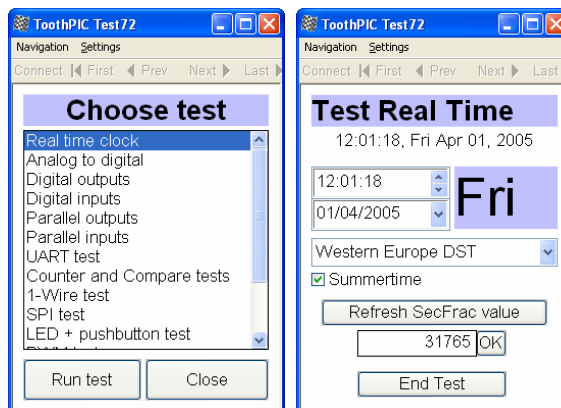 ToothPIC Test72
Navigation Settings
Connect First Prev Next Last
Choose test
Real time clock
Analog to digital
Digital outputs
Digital inputs
Parallel outputs
Parallel inputs
UART test
Counter and Compare tests
1-Wire test
SPI test
LED + pushbutton test
Run test Close
ToothPIC Test72
Navigation Settings
Connect First Prev Next Last
Test Real Time
12:01:18, Fri Apr 01, 2005
12:01:18
01/04/2005
Fri
Western Europe DST
Summertime
Refresh SecFrac value
31765 OK
End Test